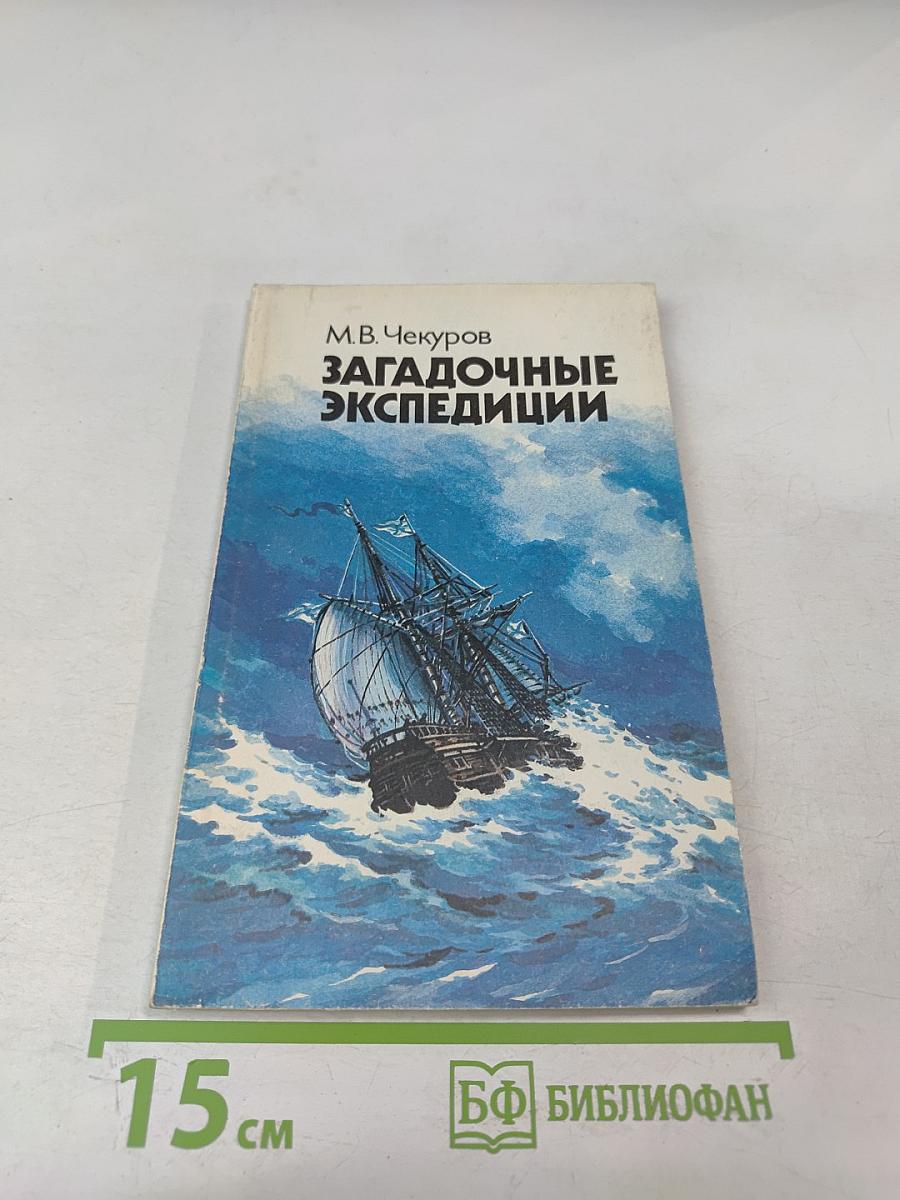 М.В. Чекуров
ЗАГАДОЧНЫЕ
ЭКСПЕДИЦИИ
15 см
БФ БИБЛИОФАН